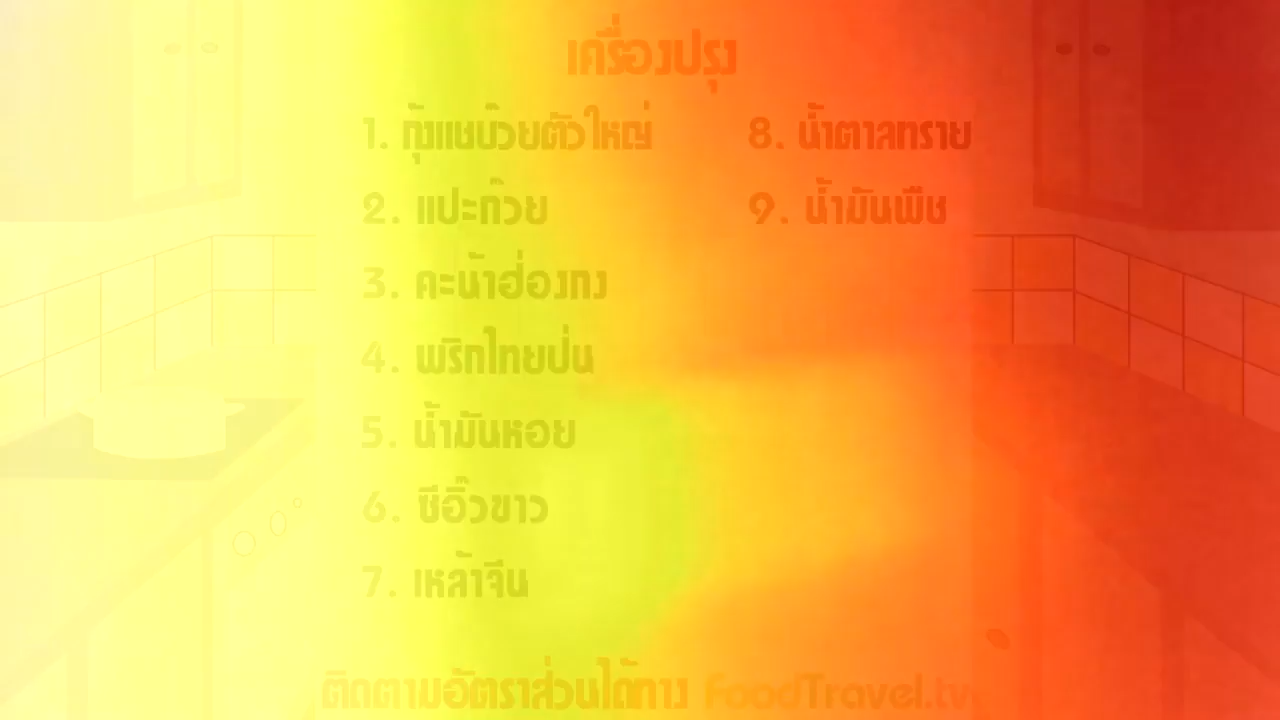 เครื่องปรุง
1. กุ้งแชบ๊วยตัวใหญ่
2. แปะก๊วย
3. คะน้าฮ่องกง
4. พริกไทยป่น
5. น้ำมันหอย
6. ซีอิ๊วขาว
7. เหล้าจีน
8. น้ำตาลทราย
9. น้ำมันพืช
ติดตามอัตราส่วนได้ทาง FoodTravel.tv